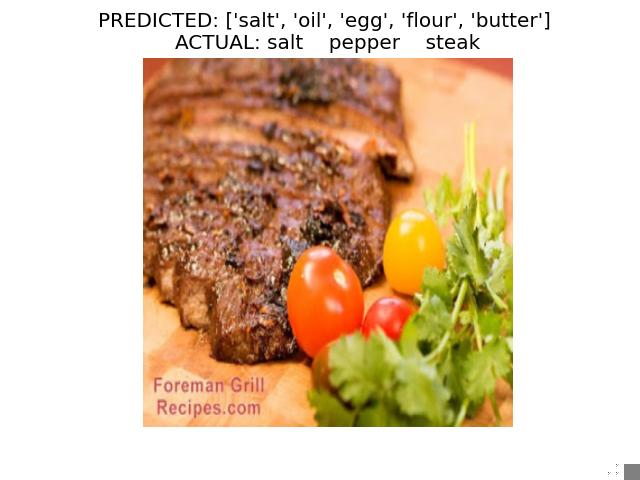 PREDICTED: ['salt', 'oil', 'egg', 'flour', 'butter']
ACTUAL: salt    pepper    steak
Foreman Grill
Recipes.com